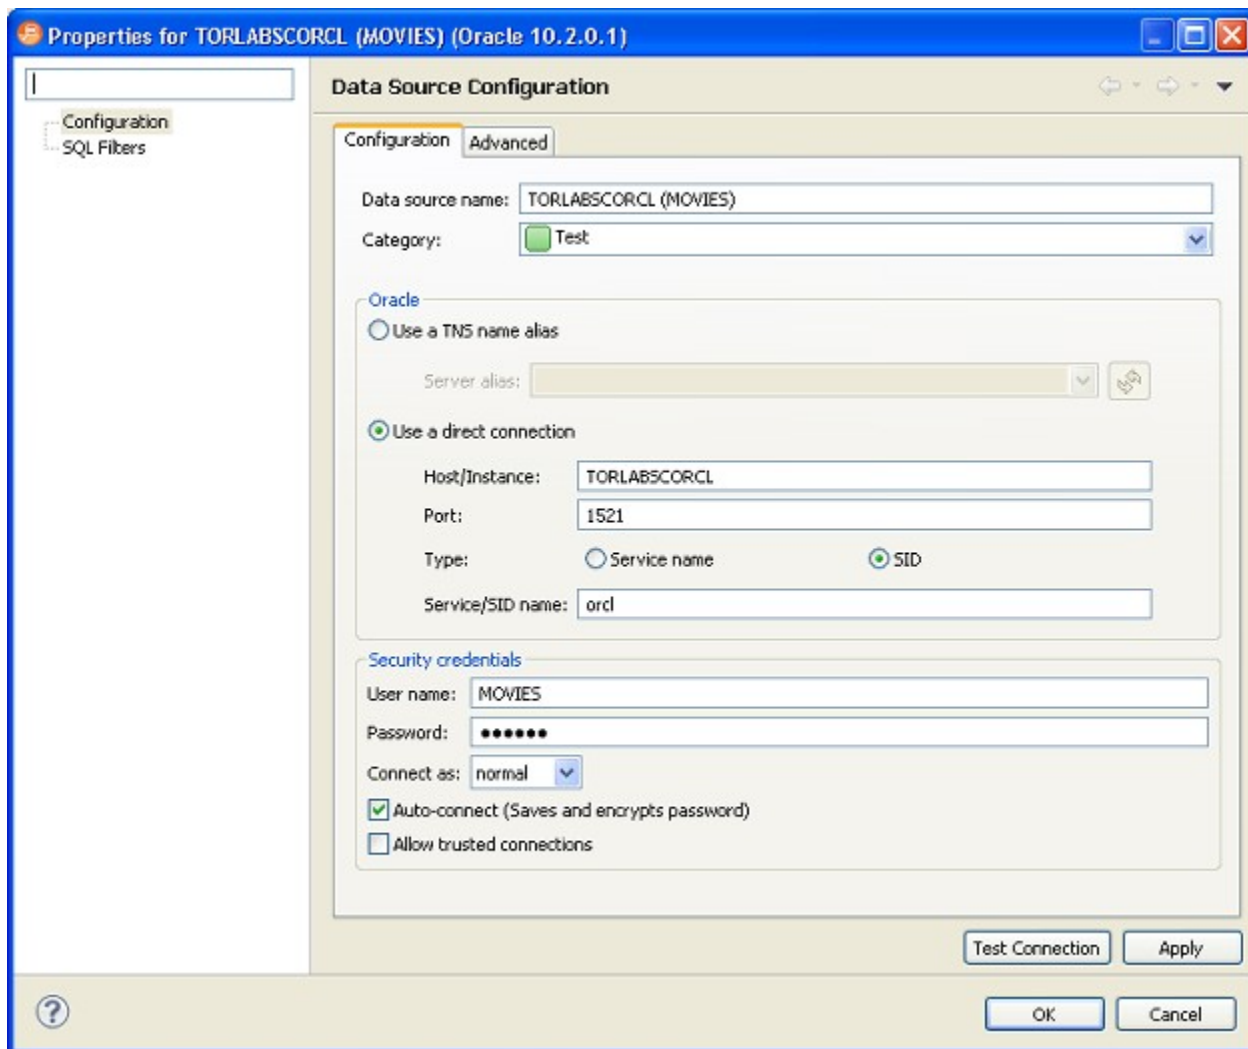 Properties for TORLABSCORCL (MOVIES) (Oracle 10.2.0.1)
Configuration
SQL Filters
Data Source Configuration
Configuration Advanced
Data source name: TORLABSCORCL (MOVIES)
Category: Test
Oracle
Use a TNS name alias
Server alias:
Use a direct connection
Host/Instance: TORLABSCORCL
Port: 1521
Type: Service name SID
Service/SID name: orcl
Security credentials
User name: MOVIES
Password: ••••••
Connect as: normal
Auto-connect (Saves and encrypts password)
Allow trusted connections
Test Connection Apply
? OK Cancel